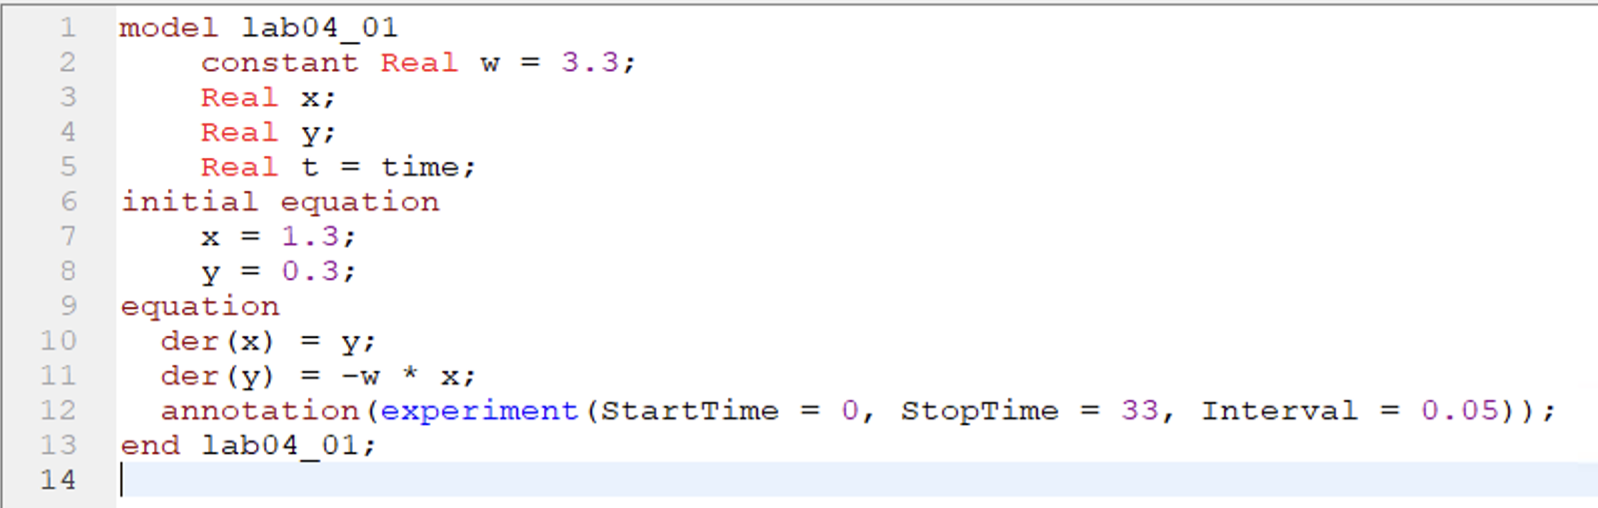 1 model lab04_01
2     constant Real w = 3.3;
3     Real x;
4     Real y;
5     Real t = time;
6 initial equation
7     x = 1.3;
8     y = 0.3;
9 equation
10   der(x) = y;
11   der(y) = -w * x;
12   annotation(experiment(StartTime = 0, StopTime = 33, Interval = 0.05));
13 end lab04_01;
14